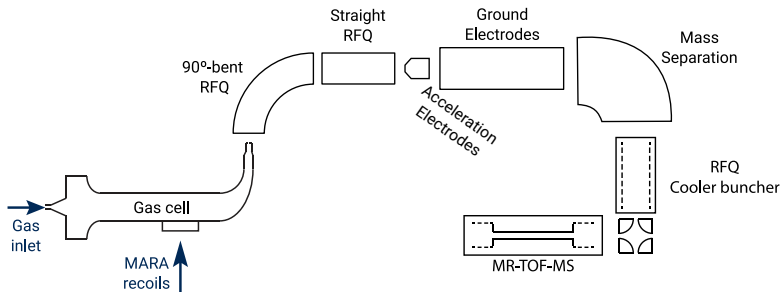 Straight
RFQ
Ground
Electrodes
Mass
Separation
90º-bent
RFQ
Acceleration
Electrodes
RFQ
Cooler buncher
Gas cell
Gas
inlet
MARA
recoils
MR-TOF-MS